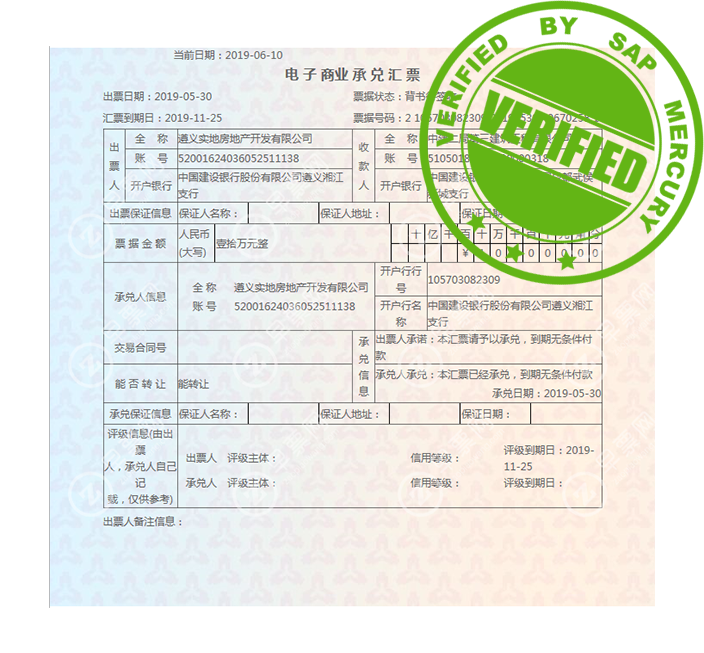 当前日期：2019-06-10
电子商业承兑汇票
出票日期：2019-05-30 票据状态：背书
汇票到期日：2019-11-25 票据号码：2
出票人 全 称 遵义实地房地产开发有限公司 收款人 全 称
账 号 52001624036052511138 账 号
开户银行 中国建设银行股份有限公司遵义湘江支行 开户银行 中国建设
出票保证信息 保证人名称： 保证人地址： 保证日期
票据金额 人民币(大写) 壹拾万元整 十 亿 千 百 十 万 千 百 十 元 角 分
￥ 1 0 0 0 0 0 0 0
承兑人信息 全称 遵义实地房地产开发有限公司 开户行行号 105703082309
账号 52001624036052511138 开户行名称 中国建设银行股份有限公司遵义湘江支行
交易合同号 承兑信息 出票人承诺：本汇票请予以承兑，到期无条件付款
能否转让 能转让 承兑人承兑：本汇票已经承兑，到期无条件付款
承兑日期：2019-05-30
承兑保证信息 保证人名称： 保证人地址： 保证日期：
评级信息(由出票人，承兑人自己记载，仅供参考)
出票人 评级主体： 信用等级： 评级到期日：2019-11-25
承兑人 评级主体： 信用等级： 评级到期日：
出票人备注信息：
VERIFIED BY SAP MERCURY
VERIFIED